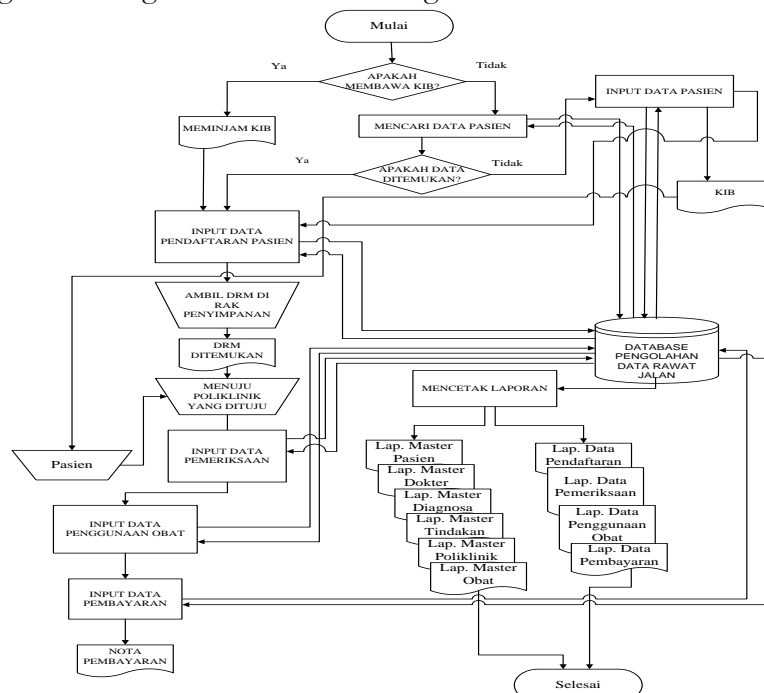 Mulai
Ya
Tidak
APAKAH
MEMBAWA KIB?
INPUT DATA PASIEN
MEMINJAM KIB
MENCARI DATA PASIEN
Ya
APAKAH DATA
DITEMUKAN?
Tidak
KIB
INPUT DATA
PENDAFTARAN PASIEN
AMBIL DRM DI
RAK
PENYIMPANAN
DRM
DITEMUKAN
DATABASE
PENGOLAHAN
DATA RAWAT
JALAN
MENUJU
POLIKLINIK
YANG DITUJU
MENCETAK LAPORAN
Pasien
INPUT DATA
PEMERIKSAAN
Lap. Master
Pasien
Lap. Master
Dokter
Lap. Master
Diagnosa
Lap. Master
Tindakan
Lap. Master
Poliklinik
Lap. Master
Obat
Lap. Data
Pendaftaran
Lap. Data
Pemeriksaan
Lap. Data
Penggunaan
Obat
Lap. Data
Pembayaran
INPUT DATA
PENGGUNAAN OBAT
INPUT DATA
PEMBAYARAN
NOTA
PEMBAYARAN
Selesai